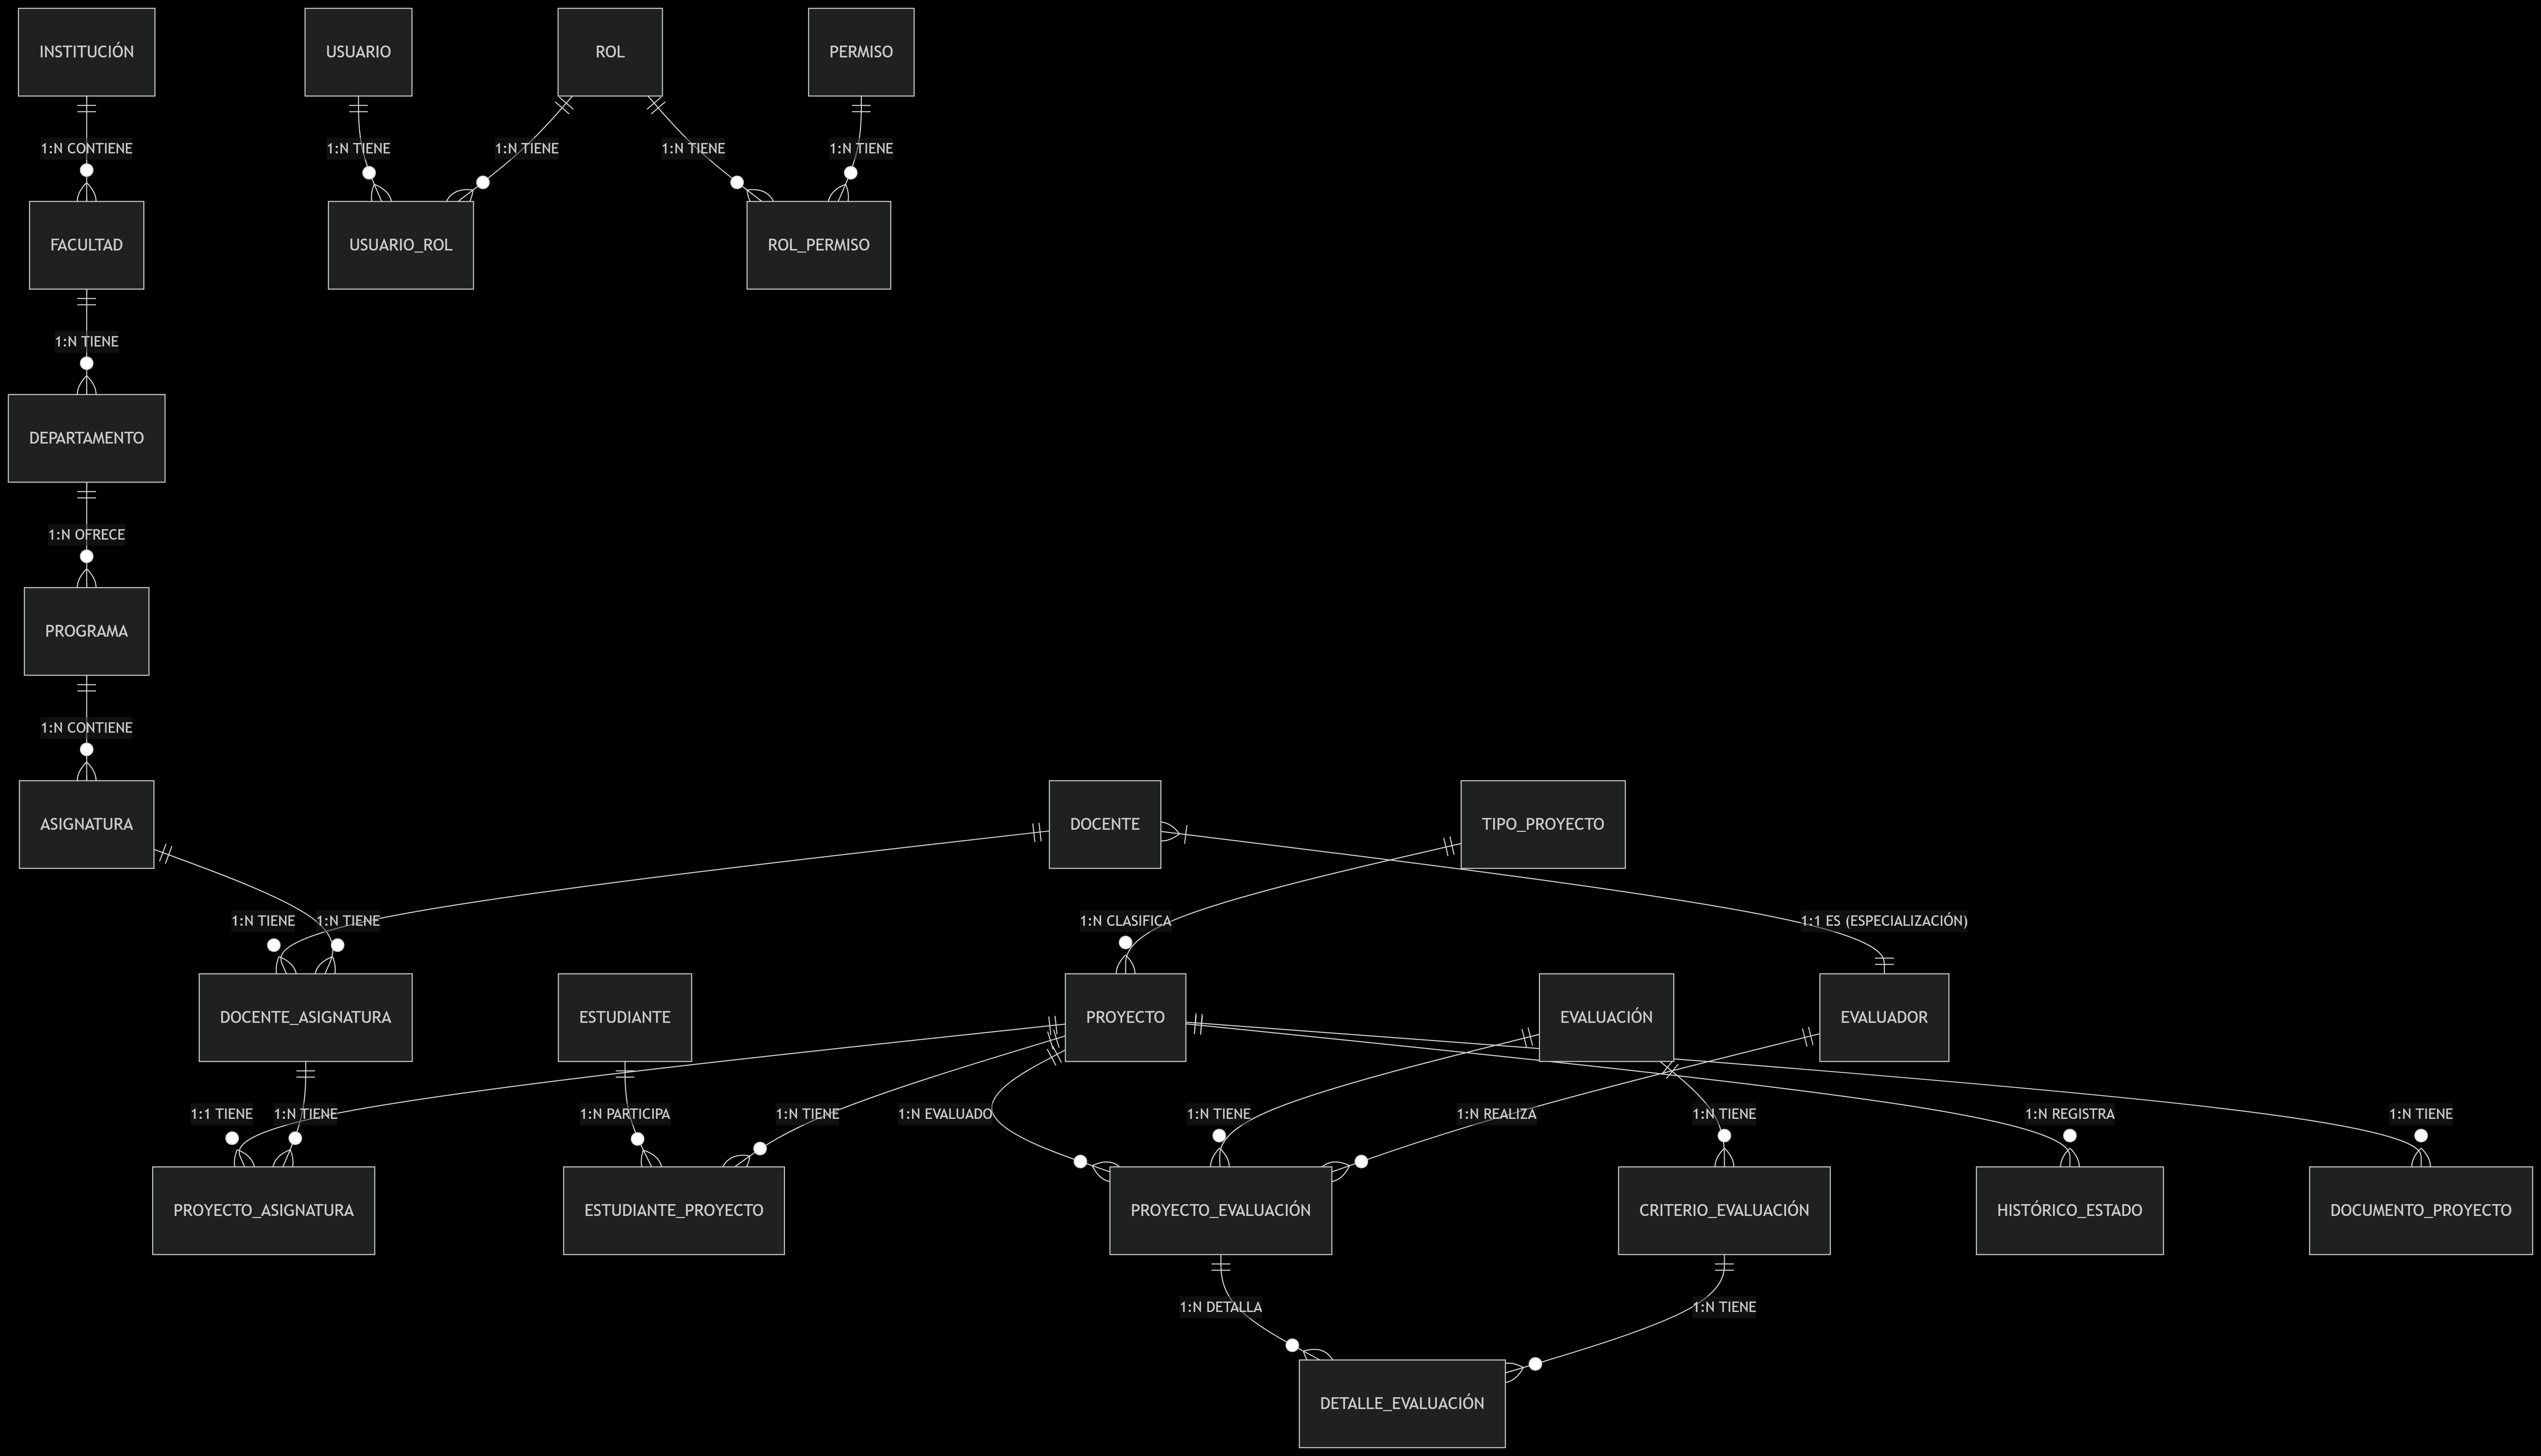 INSTITUCIÓN
USUARIO
ROL
PERMISO
1:N CONTIENE
1:N TIENE
1:N TIENE
1:N TIENE
1:N TIENE
FACULTAD
USUARIO_ROL
ROL_PERMISO
1:N TIENE
DEPARTAMENTO
1:N OFRECE
PROGRAMA
1:N CONTIENE
ASIGNATURA
DOCENTE
TIPO_PROYECTO
1:N TIENE
1:N TIENE
1:N CLASIFICA
1:1 ES (ESPECIALIZACIÓN)
DOCENTE_ASIGNATURA
ESTUDIANTE
PROYECTO
EVALUACIÓN
EVALUADOR
1:1 TIENE
1:N TIENE
1:N PARTICIPA
1:N TIENE
1:N EVALUADO
1:N TIENE
1:N REALIZA
1:N TIENE
1:N REGISTRA
1:N TIENE
PROYECTO_ASIGNATURA
ESTUDIANTE_PROYECTO
PROYECTO_EVALUACIÓN
CRITERIO_EVALUACIÓN
HISTÓRICO_ESTADO
DOCUMENTO_PROYECTO
1:N DETALLA
1:N TIENE
DETALLE_EVALUACIÓN